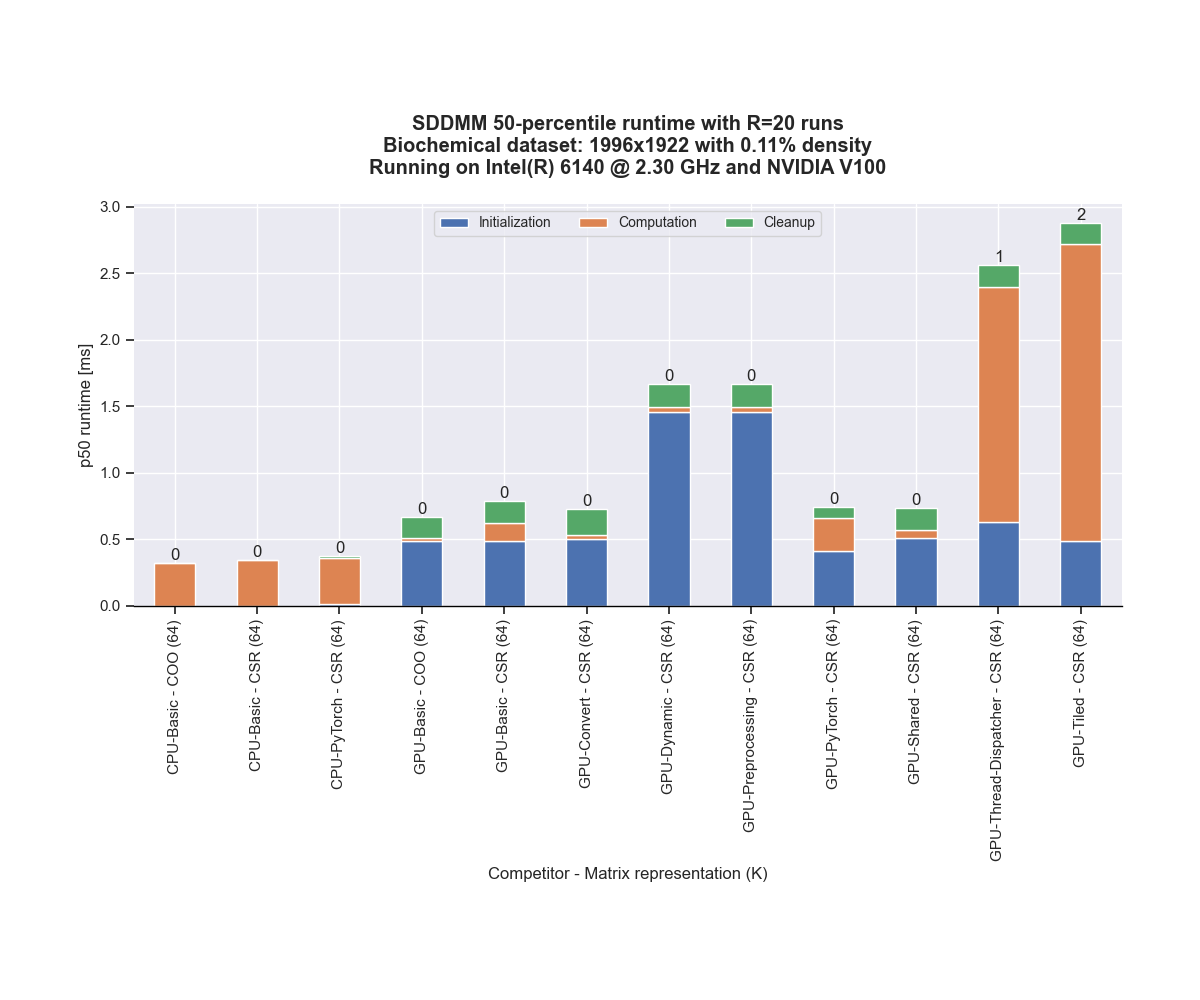 SDDMM 50-percentile runtime with R=20 runs
Biochemical dataset: 1996x1922 with 0.11% density
Running on Intel(R) 6140 @ 2.30 GHz and NVIDIA V100
Initialization Computation Cleanup
p50 runtime [ms]
3.0
2.5
2.0
1.5
1.0
0.5
0.0
0
0
0
0
0
0
0
0
0
0
1
2
CPU-Basic - COO (64)
CPU-Basic - CSR (64)
CPU-PyTorch - CSR (64)
GPU-Basic - COO (64)
GPU-Basic - CSR (64)
GPU-Convert - CSR (64)
GPU-Dynamic - CSR (64)
GPU-Preprocessing - CSR (64)
GPU-PyTorch - CSR (64)
GPU-Shared - CSR (64)
GPU-Thread-Dispatcher - CSR (64)
GPU-Tiled - CSR (64)
Competitor - Matrix representation (K)